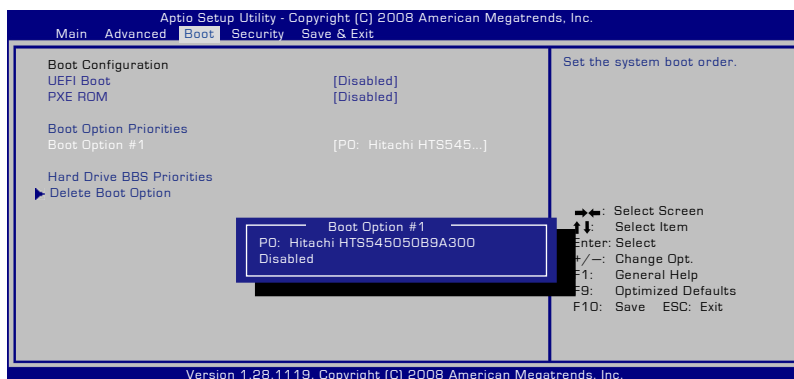 Aptio Setup Utility - Copyright (C) 2008 American Megatrends, Inc.
Main Advanced Boot Security Save & Exit
Boot Configuration
UEFI Boot [Disabled]
PXE ROM [Disabled]
Boot Option Priorities
Boot Option #1 [P0: Hitachi HTS545...]
Hard Drive BBS Priorities
Delete Boot Option
Boot Option #1
P0: Hitachi HTS545050B9A300
Disabled
Set the system boot order.
→←: Select Screen
↑↓: Select Item
Enter: Select
+/—: Change Opt.
F1: General Help
F9: Optimized Defaults
F10: Save ESC: Exit
Version 1.28.1119. Copyright (C) 2008 American Megatrends, Inc.